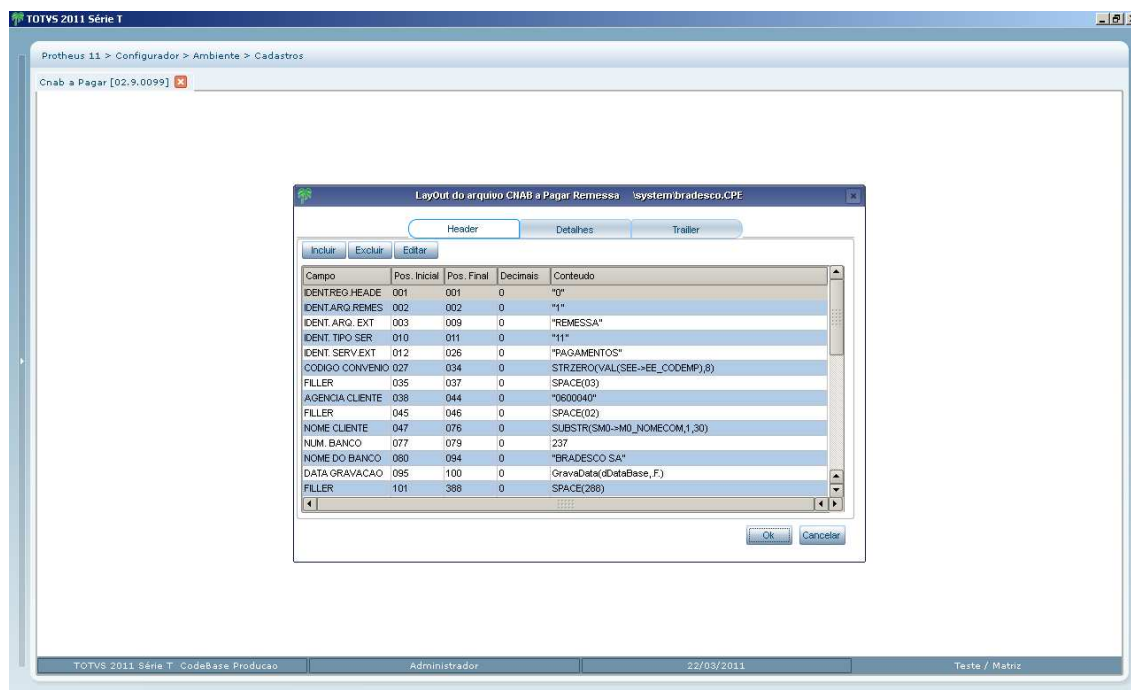 TOTVS 2011 Série T
Protheus 11 > Configurador > Ambiente > Cadastros
Cnab a Pagar [02.9.0099]
LayOut do arquivo CNAB a Pagar Remessa \system\bradesco.CPE
Header Detalhes Trailler
Incluir Excluir Editar
Campo Pos. Inicial Pos. Final Decimais Conteudo
IDENT.REG.HEADE 001 001 0 "0"
IDENT.ARQ.REMES 002 002 0 "1"
IDENT. ARQ. EXT 003 009 0 "REMESSA"
IDENT. TIPO SER 010 011 0 "11"
IDENT. SERV.EXT 012 026 0 "PAGAMENTOS"
CODIGO CONVENIO 027 034 0 STRZERO(VAL(SEE->EE_CODEMP),8)
FILLER 035 037 0 SPACE(03)
AGENCIA CLIENTE 038 044 0 "0600040"
FILLER 045 046 0 SPACE(02)
NOME CLIENTE 047 076 0 SUBSTR(SM0->M0_NOMECOM,1,30)
NUM. BANCO 077 079 0 237
NOME DO BANCO 080 094 0 "BRADESCO SA"
DATA GRAVACAO 095 100 0 GravaData(dDataBase,.F.)
FILLER 101 388 0 SPACE(288)
Ok Cancelar
TOTVS 2011 Série T CodeBase Producao Administrador 22/03/2011 Teste / Matriz